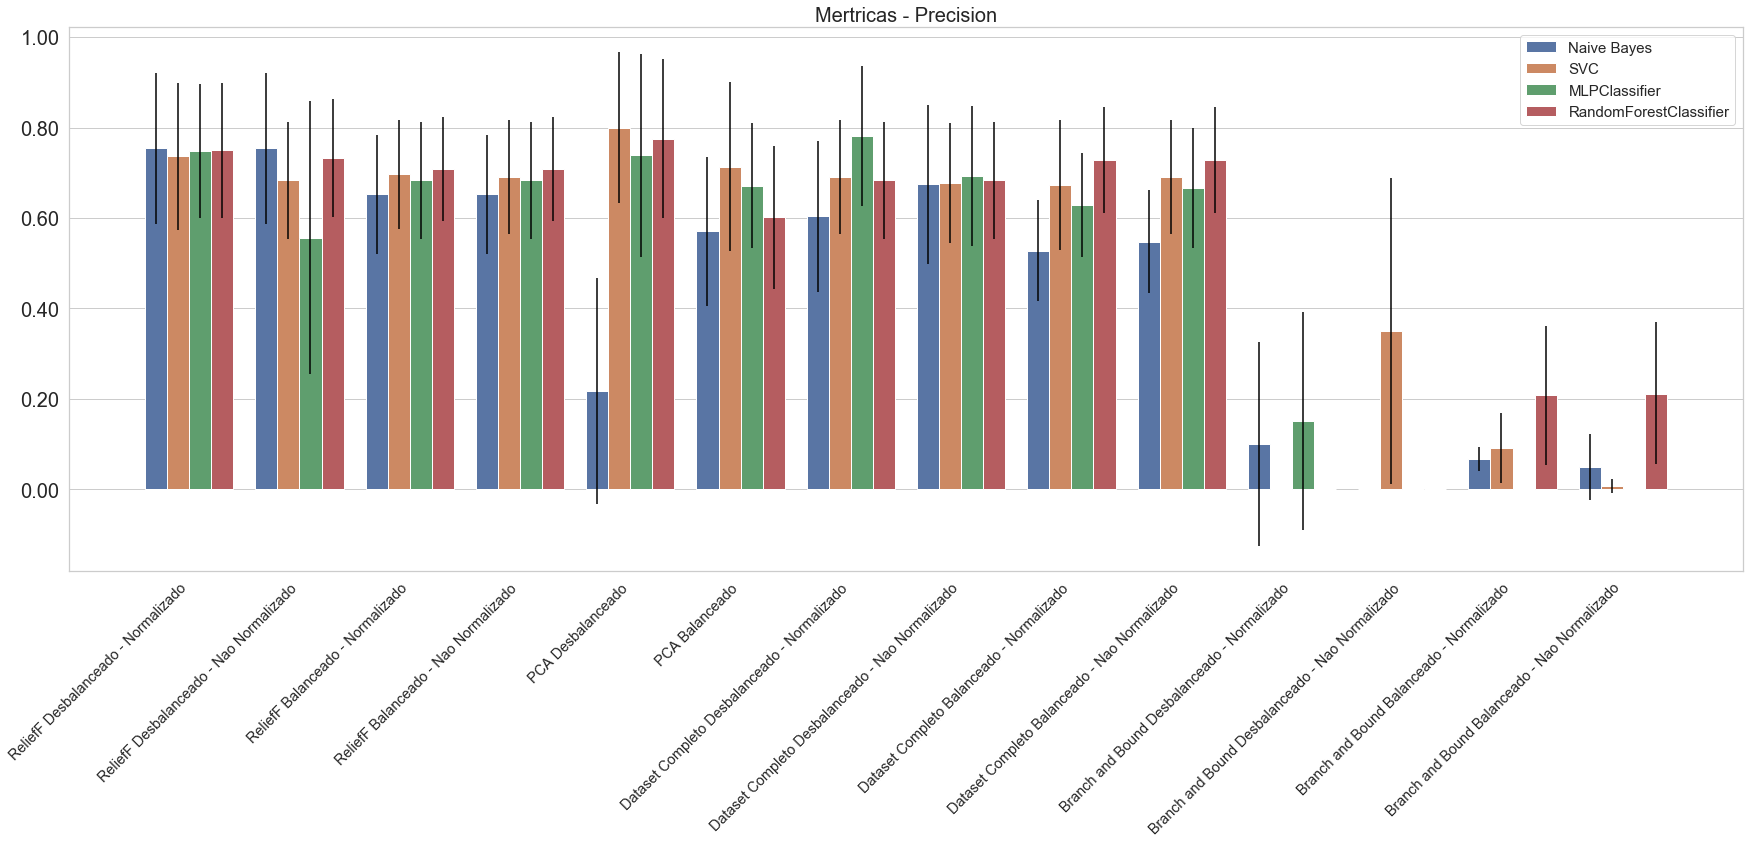 Mertricas - Precision
1.00
0.80
0.60
0.40
0.20
0.00
Naive Bayes
SVC
MLPClassifier
RandomForestClassifier
ReliefF Desbalanceado - Normalizado
ReliefF Desbalanceado - Nao Normalizado
ReliefF Balanceado - Normalizado
ReliefF Balanceado - Nao Normalizado
PCA Desbalanceado
PCA Balanceado
Dataset Completo Desbalanceado - Normalizado
Dataset Completo Desbalanceado - Nao Normalizado
Dataset Completo Balanceado - Normalizado
Dataset Completo Balanceado - Nao Normalizado
Branch and Bound Desbalanceado - Normalizado
Branch and Bound Desbalanceado - Nao Normalizado
Branch and Bound Balanceado - Normalizado
Branch and Bound Balanceado - Nao Normalizado